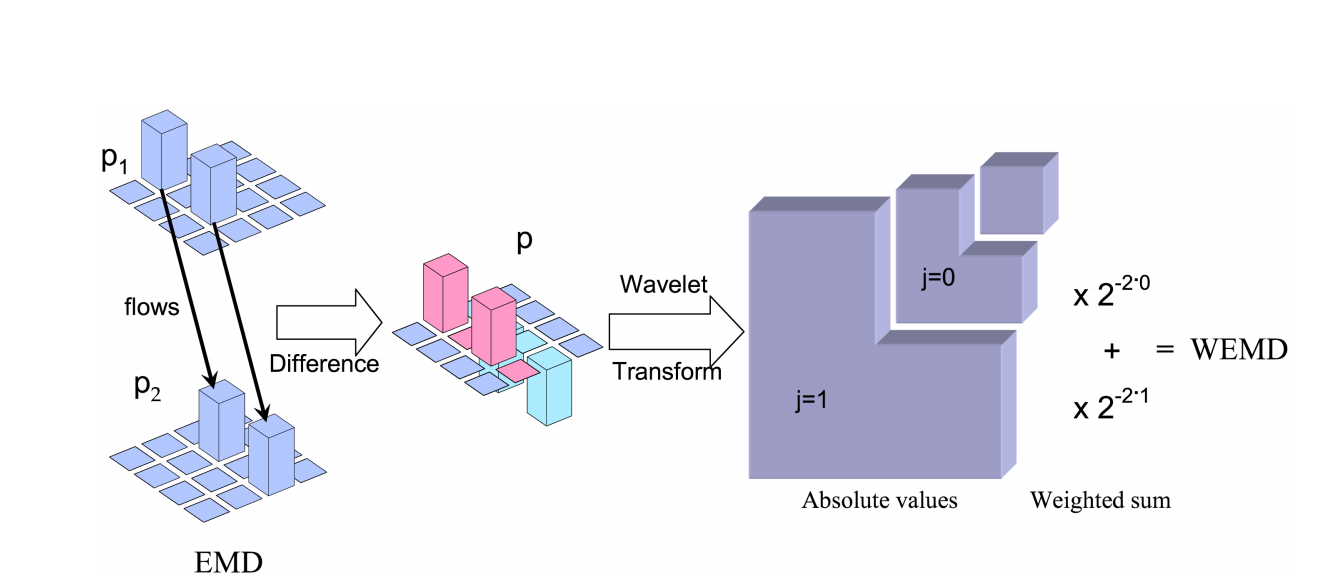 p₁
flows
p₂
EMD
Difference
p
Wavelet
Transform
j=0
j=1
x 2⁻²·⁰
+
= WEMD
x 2⁻²·¹
Absolute values
Weighted sum